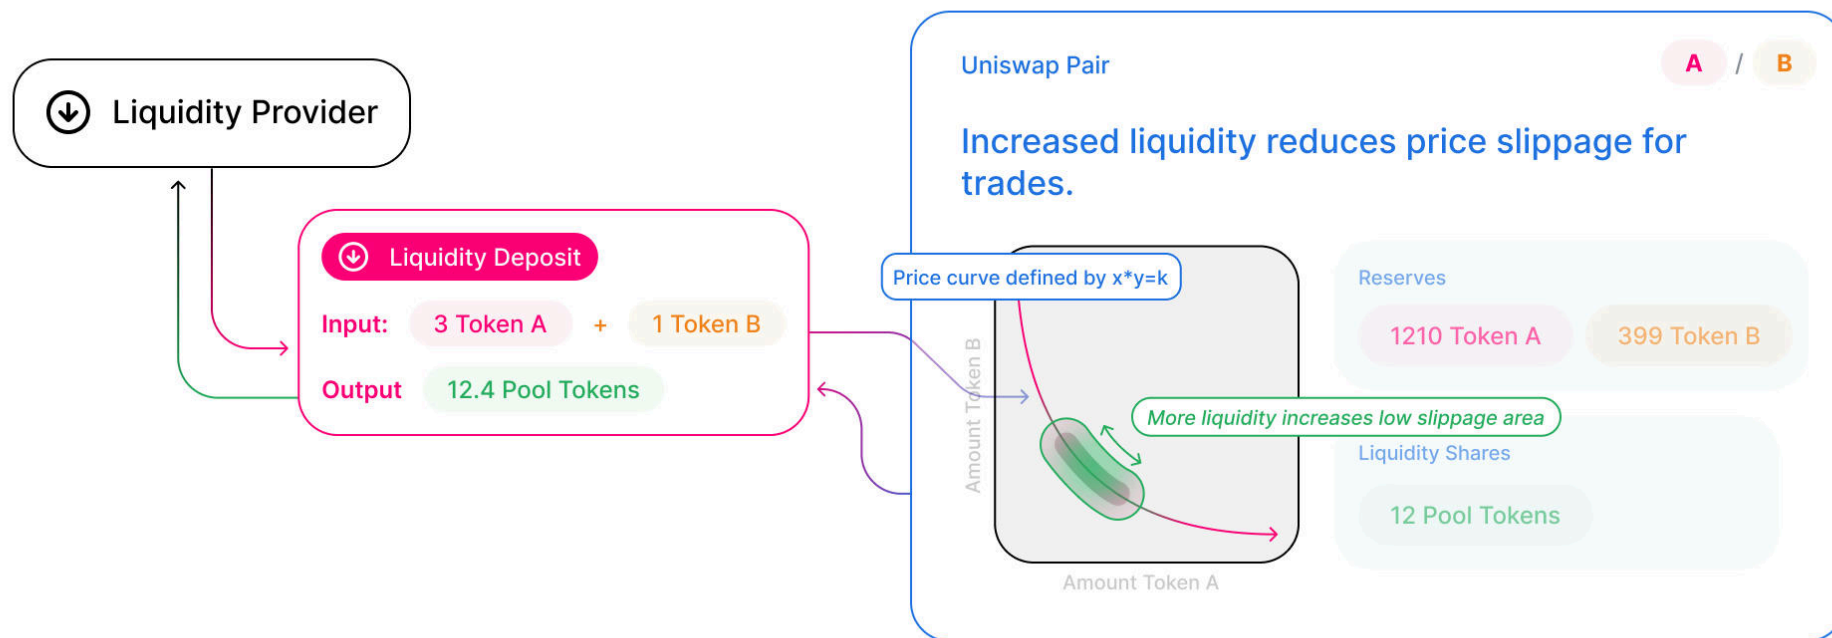 Liquidity Provider
Liquidity Deposit
Input: 3 Token A + 1 Token B
Output 12.4 Pool Tokens
Uniswap Pair
A / B
Increased liquidity reduces price slippage for
trades.
Price curve defined by x*y=k
Amount Token B
Amount Token A
More liquidity increases low slippage area
Reserves
1210 Token A 399 Token B
Liquidity Shares
12 Pool Tokens